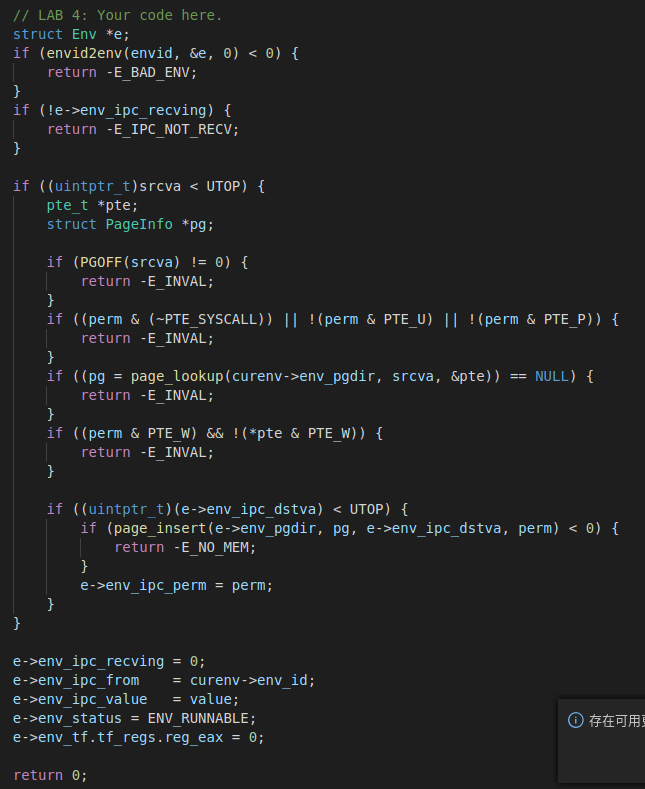 // LAB 4: Your code here.
struct Env *e;
if (envid2env(envid, &e, 0) < 0) {
    return -E_BAD_ENV;
}
if (!e->env_ipc_recving) {
    return -E_IPC_NOT_RECV;
}

if ((uintptr_t)srcva < UTOP) {
    pte_t *pte;
    struct PageInfo *pg;

    if (PGOFF(srcva) != 0) {
        return -E_INVAL;
    }
    if ((perm & (~PTE_SYSCALL)) || !(perm & PTE_U) || !(perm & PTE_P)) {
        return -E_INVAL;
    }
    if ((pg = page_lookup(curenv->env_pgdir, srcva, &pte)) == NULL) {
        return -E_INVAL;
    }
    if ((perm & PTE_W) && !(*pte & PTE_W)) {
        return -E_INVAL;
    }

    if ((uintptr_t)(e->env_ipc_dstva) < UTOP) {
        if (page_insert(e->env_pgdir, pg, e->env_ipc_dstva, perm) < 0) {
            return -E_NO_MEM;
        }
        e->env_ipc_perm = perm;
    }
}

e->env_ipc_recving = 0;
e->env_ipc_from    = curenv->env_id;
e->env_ipc_value   = value;
e->env_status = ENV_RUNNABLE;
e->env_tf.tf_regs.reg_eax = 0;

return 0;
存在可用